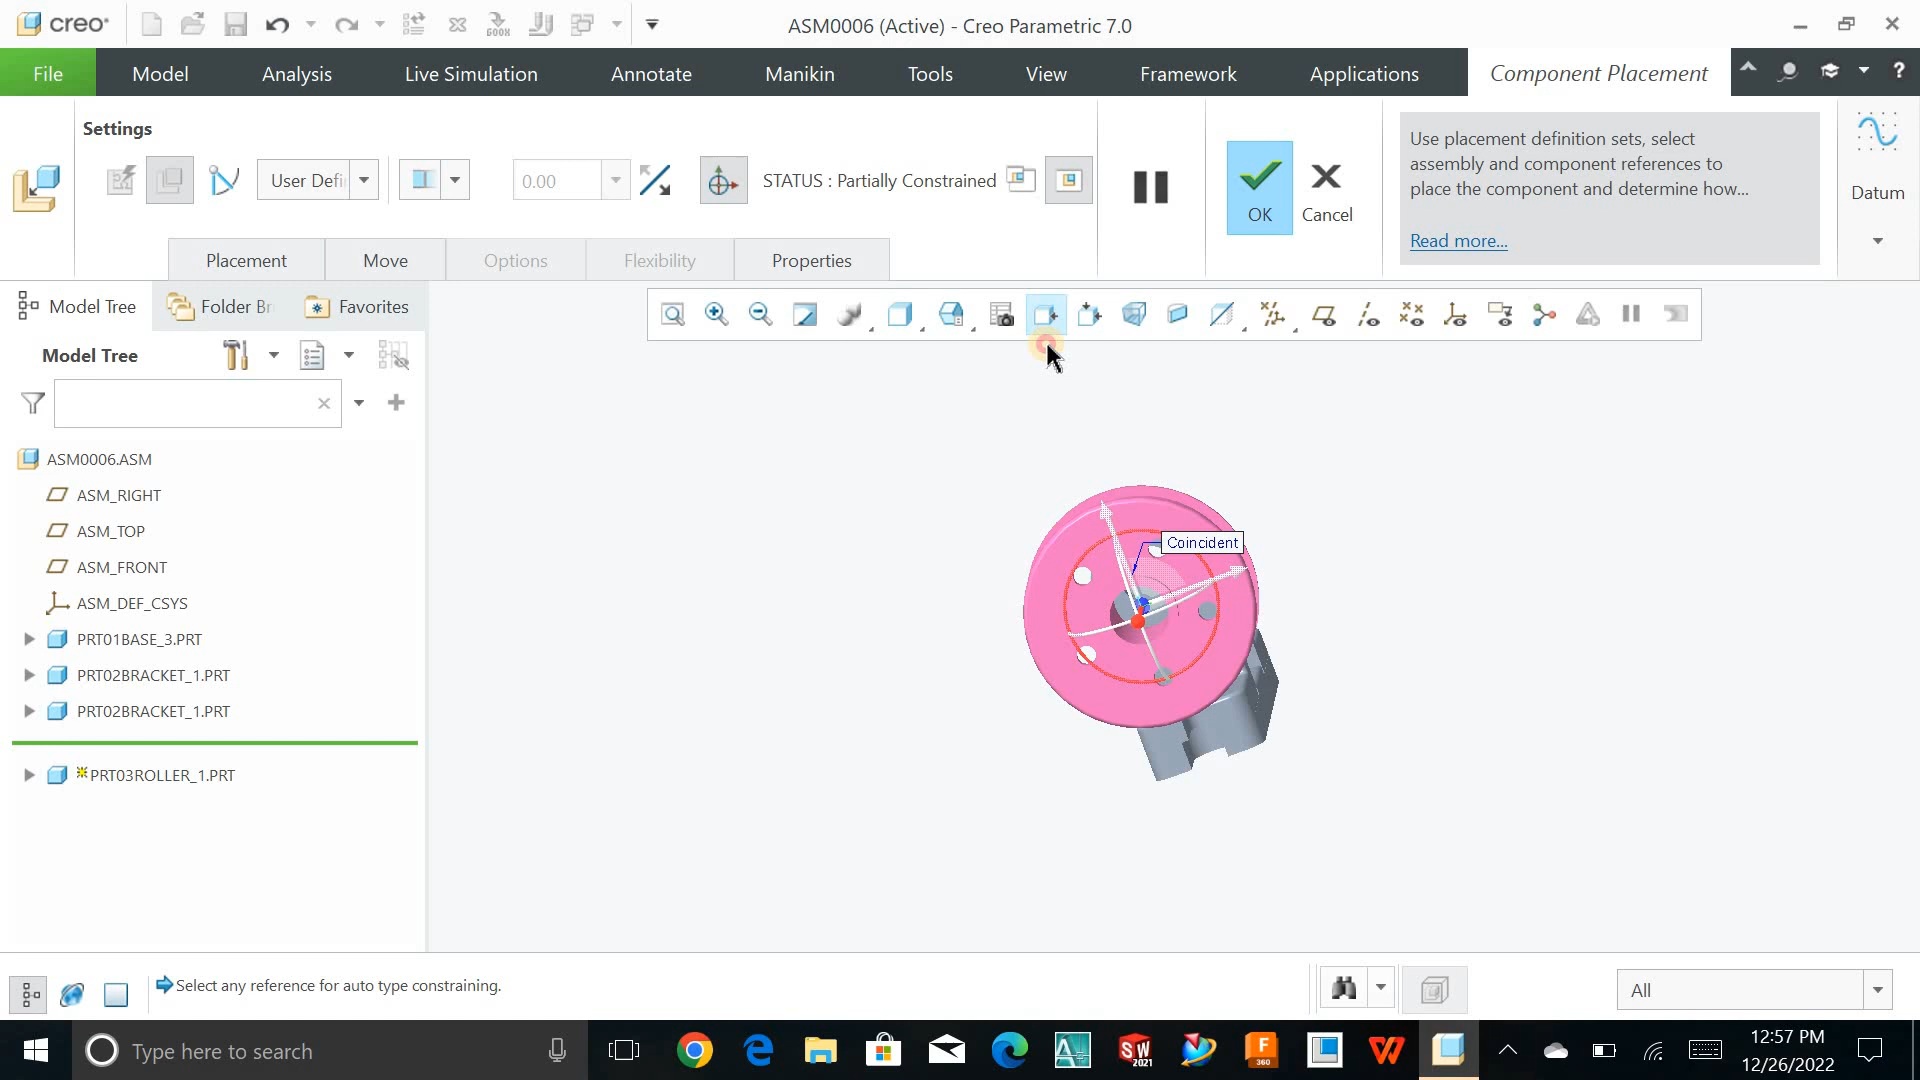 creo
ASM0006 (Active) - Creo Parametric 7.0
File Model Analysis Live Simulation Annotate Manikin Tools View Framework Applications Component Placement
Settings
User Defi
0.00
STATUS : Partially Constrained
OK
Cancel
Use placement definition sets, select
assembly and component references to
place the component and determine how...
Read more...
Datum
Placement Move Options Flexibility Properties
Model Tree Folder Br Favorites
Model Tree
ASM0006.ASM
ASM_RIGHT
ASM_TOP
ASM_FRONT
ASM_DEF_CSYS
PRT01BASE_3.PRT
PRT02BRACKET_1.PRT
PRT02BRACKET_1.PRT
PRT03ROLLER_1.PRT
Coincident
Select any reference for auto type constraining.
All
Type here to search
SW
2021
F
360
12:57 PM
12/26/2022